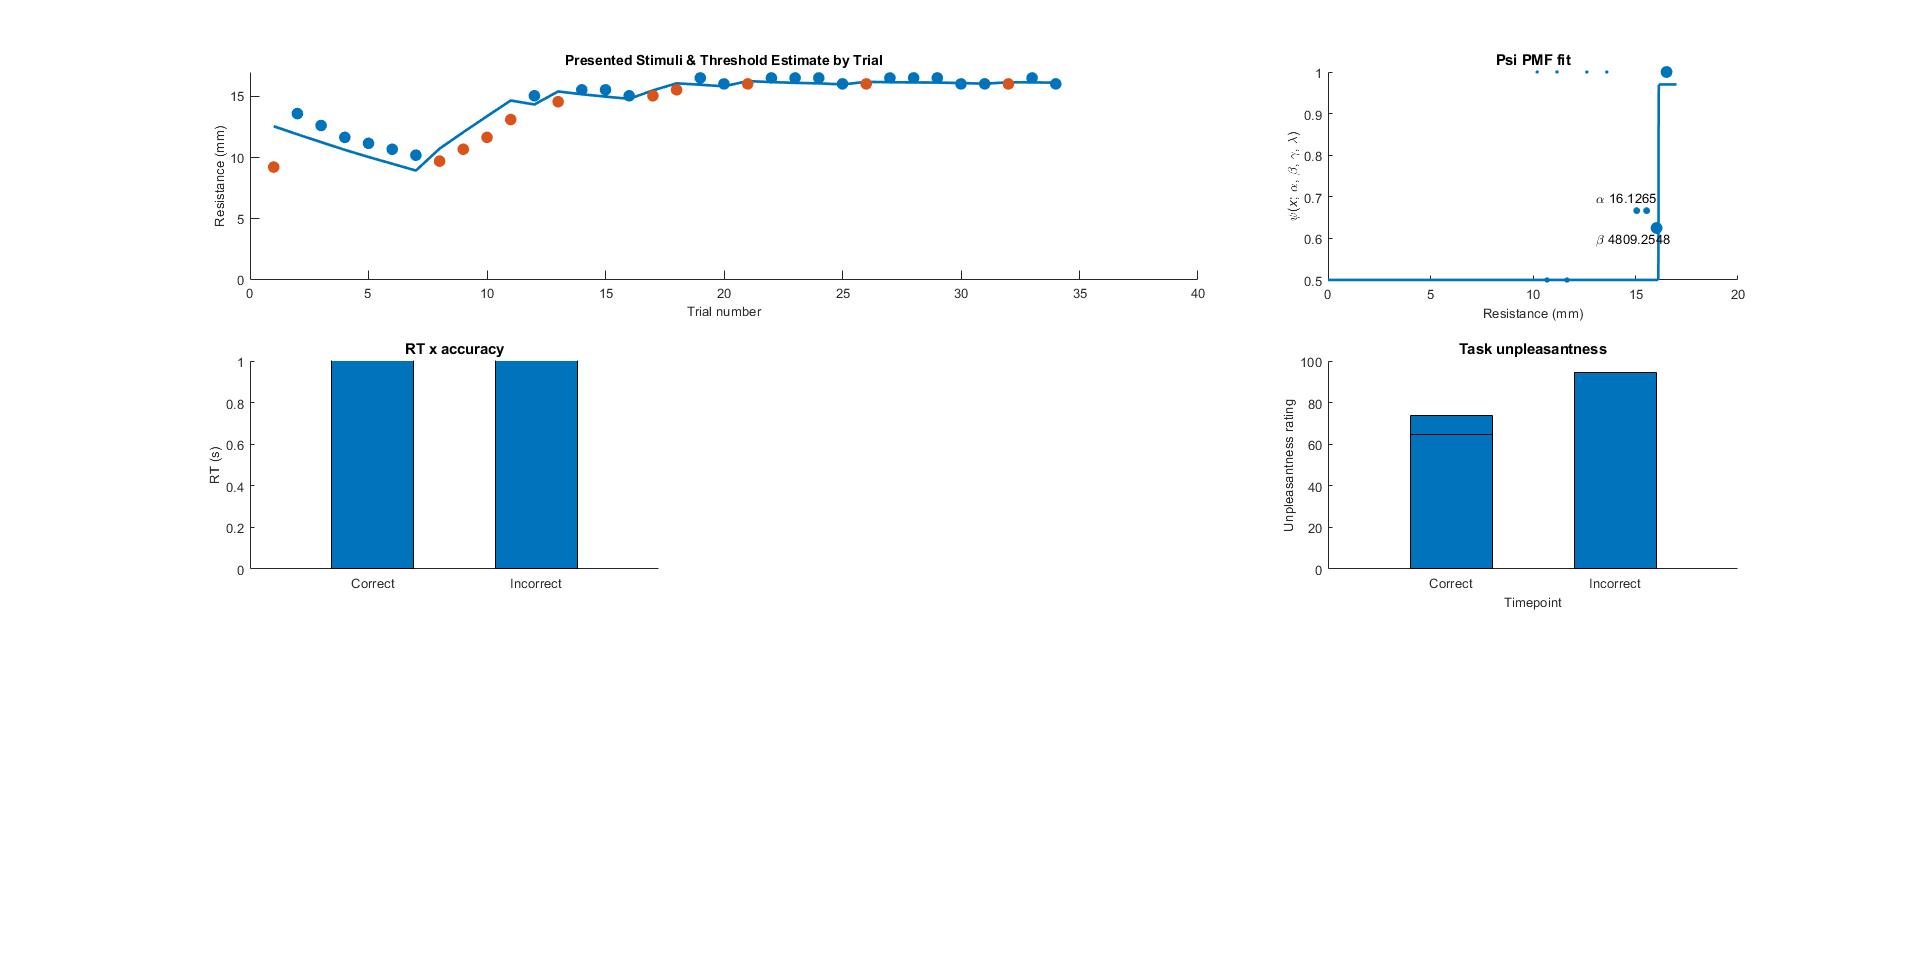 Presented Stimuli & Threshold Estimate by Trial
Resistance (mm)
15
10
5
0
0 5 10 15 20 25 30 35 40
Trial number
Psi PMF fit
ψ(x; α, β, γ, λ)
1
0.9
0.8
0.7
0.6
0.5
α 16.1265
β 4809.2548
0 5 10 15 20
Resistance (mm)
RT x accuracy
RT (s)
1
0.8
0.6
0.4
0.2
0
Correct Incorrect
Task unpleasantness
Unpleasantness rating
100
80
60
40
20
0
Correct Incorrect
Timepoint